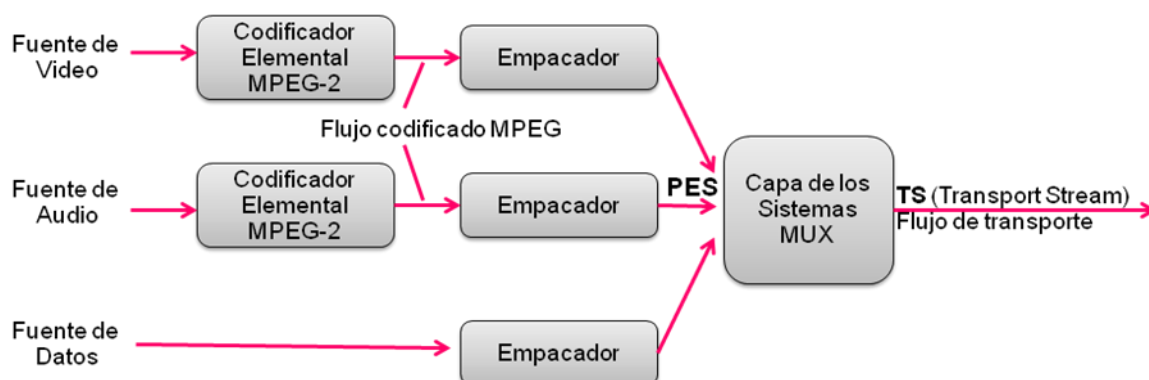 Fuente de
Video
Codificador
Elemental
MPEG-2
Empacador
Flujo codificado MPEG
Fuente de
Audio
Codificador
Elemental
MPEG-2
Empacador
PES
Capa de los
Sistemas
MUX
TS (Transport Stream)
Flujo de transporte
Fuente de
Datos
Empacador